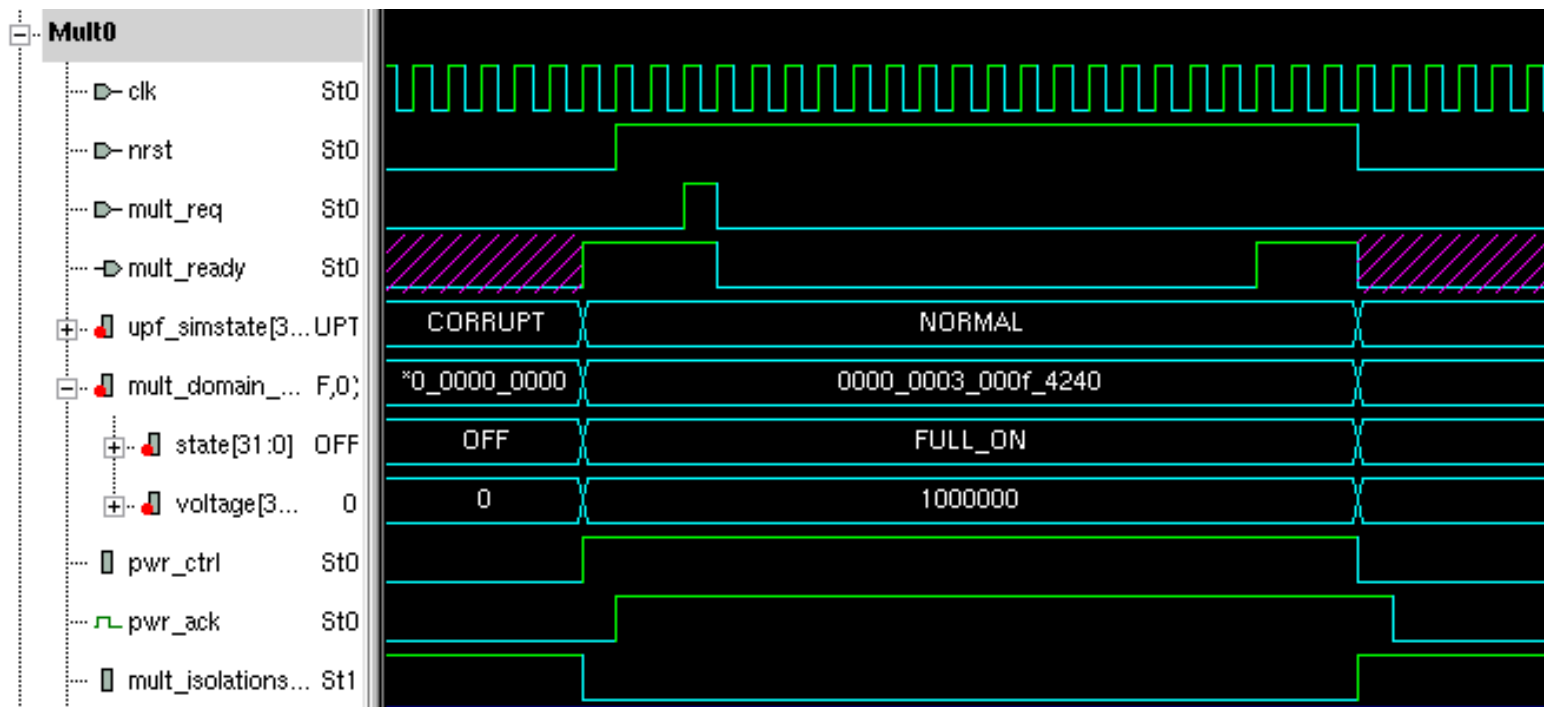 Mult0
clk St0
nrst St0
mult_req St0
mult_ready St0
upf_simstate[3... UPT CORRUPT NORMAL
mult_domain_... F,0) *0_0000_0000 0000_0003_000f_4240
state[31:0] OFF OFF FULL_ON
voltage[3... 0 0 1000000
pwr_ctrl St0
pwr_ack St0
mult_isolations... St1